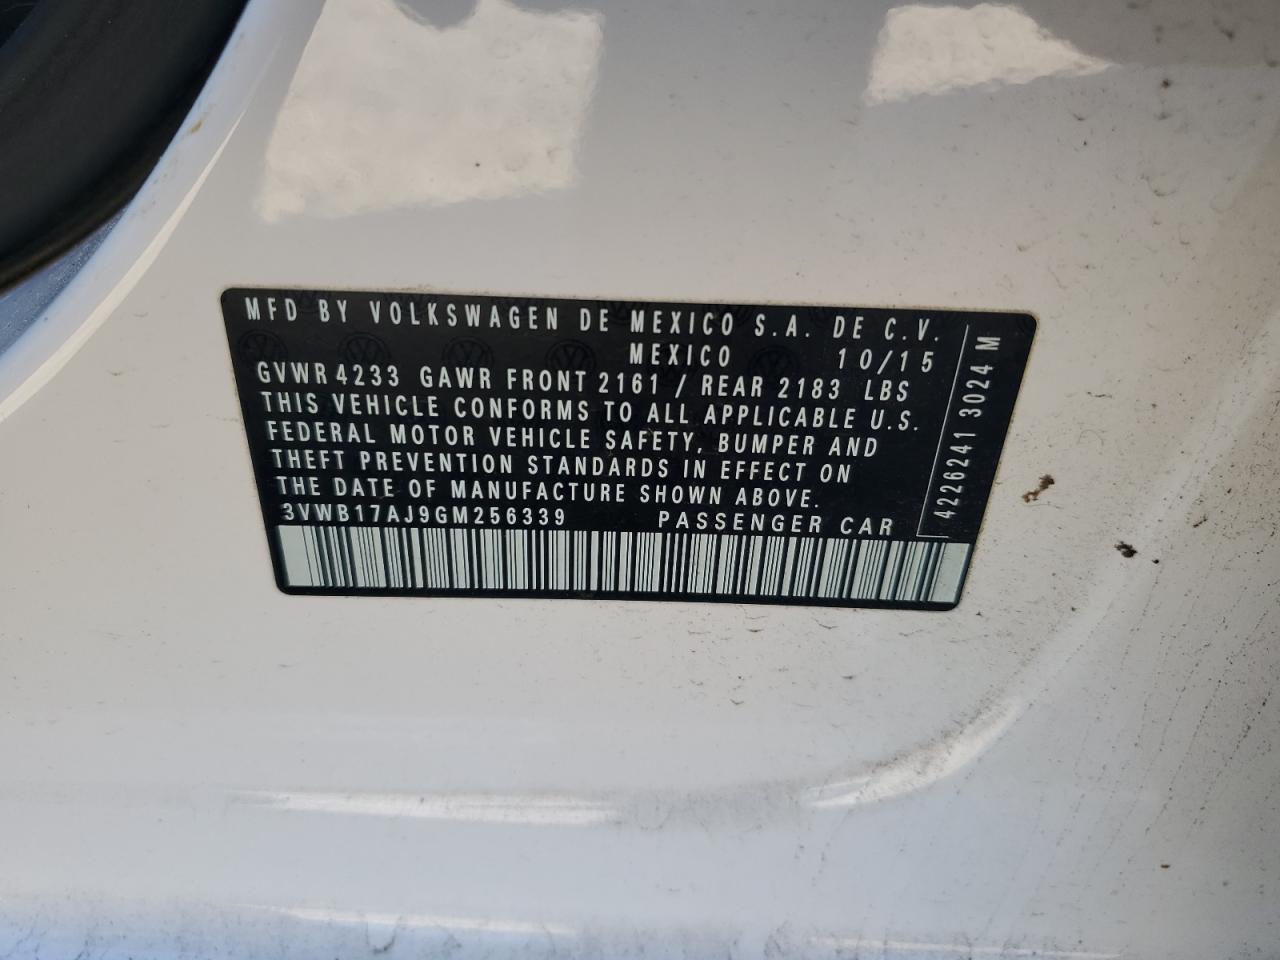 MFD BY VOLKSWAGEN DE MEXICO S.A. DE C.V.
MEXICO 10/15
GVWR 4233 GAWR FRONT 2161 / REAR 2183 LBS
THIS VEHICLE CONFORMS TO ALL APPLICABLE U.S.
FEDERAL MOTOR VEHICLE SAFETY, BUMPER AND
THEFT PREVENTION STANDARDS IN EFFECT ON
THE DATE OF MANUFACTURE SHOWN ABOVE.
3VWB17AJ9GM256339 PASSENGER CAR
4226241 3024 M